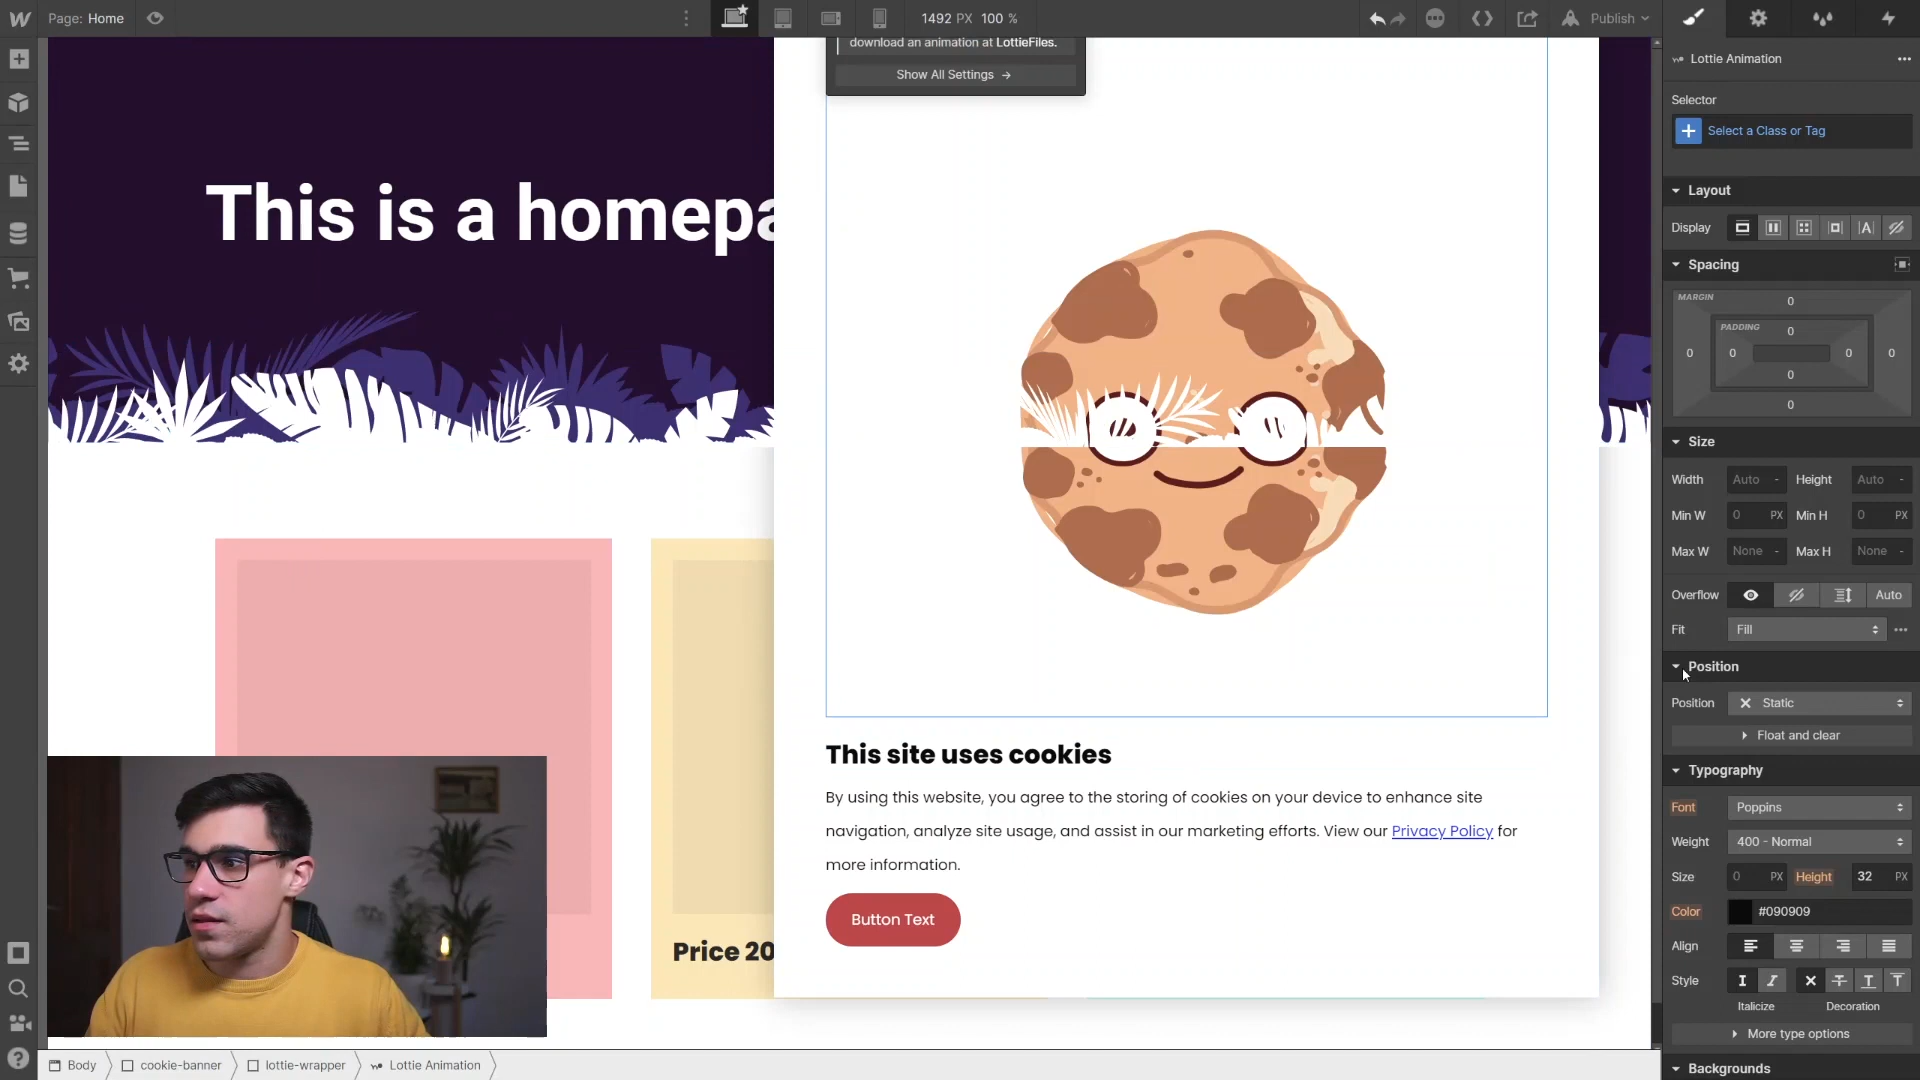 Page: Home
1492 PX 100 %
Publish
download an animation at LottieFiles.
Show All Settings →
This is a homepa
This site uses cookies
By using this website, you agree to the storing of cookies on your device to enhance site
navigation, analyze site usage, and assist in our marketing efforts. View our Privacy Policy for
more information.
Button Text
Price 20
Body
cookie-banner
lottie-wrapper
Lottie Animation
Lottie Animation
Selector
Select a Class or Tag
Layout
Display
Spacing
MARGIN
0
PADDING
0
0 0 0 0
0
0
Size
Width Auto - Height Auto -
Min W 0 PX Min H 0 PX
Max W None - Max H None -
Overflow Auto
Fit Fill
Position
Position Static
Float and clear
Typography
Font Poppins
Weight 400 - Normal
Size 0 PX Height 32 PX
Color #090909
Align
Style
Italicize Decoration
More type options
Backgrounds